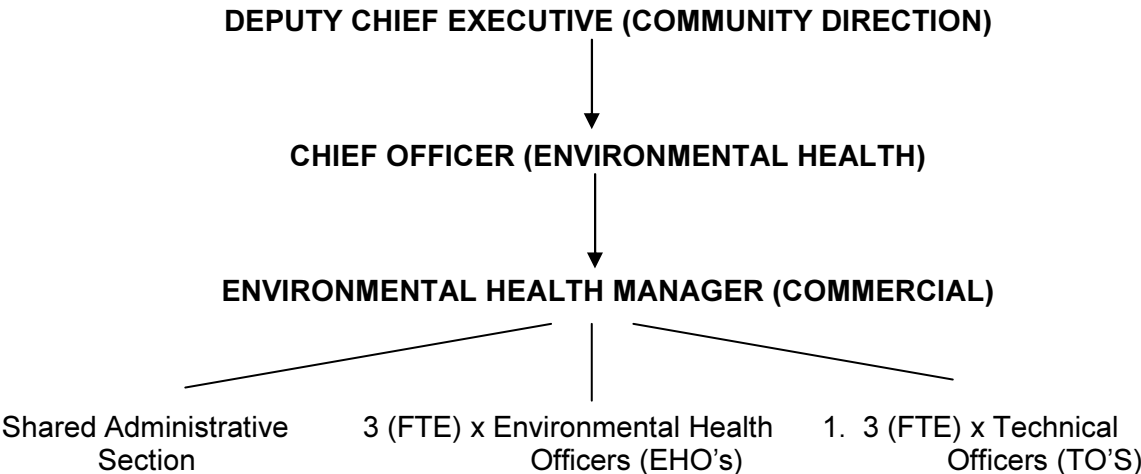 DEPUTY CHIEF EXECUTIVE (COMMUNITY DIRECTION)
CHIEF OFFICER (ENVIRONMENTAL HEALTH)
ENVIRONMENTAL HEALTH MANAGER (COMMERCIAL)
Shared Administrative 3 (FTE) x Environmental Health 1. 3 (FTE) x Technical
Section Officers (EHO's) Officers (TO'S)